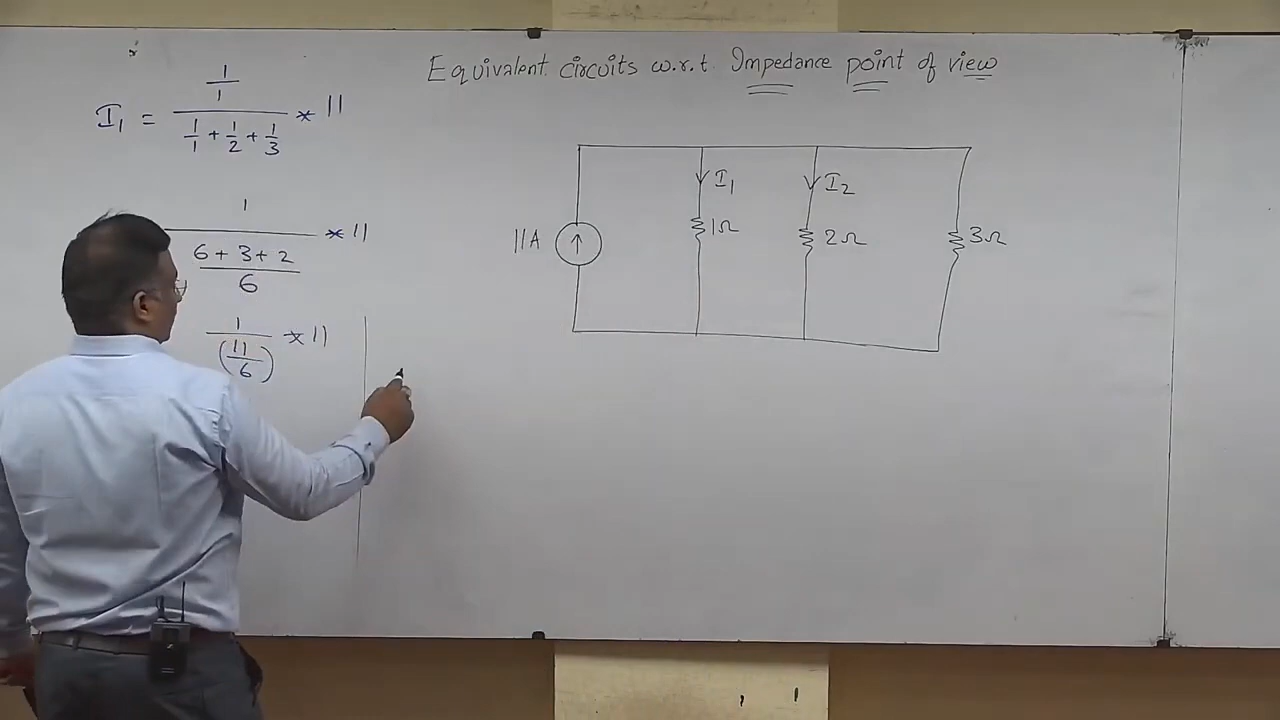 Equivalent circuits w.r.t. Impedance point of view
I₁ = (1/1)/(1/1 + 1/2 + 1/3) * 11
1/((6 + 3 + 2)/6) * 11
1/(11/6) * 11
I₁
I₂
11A
1Ω
2Ω
3Ω